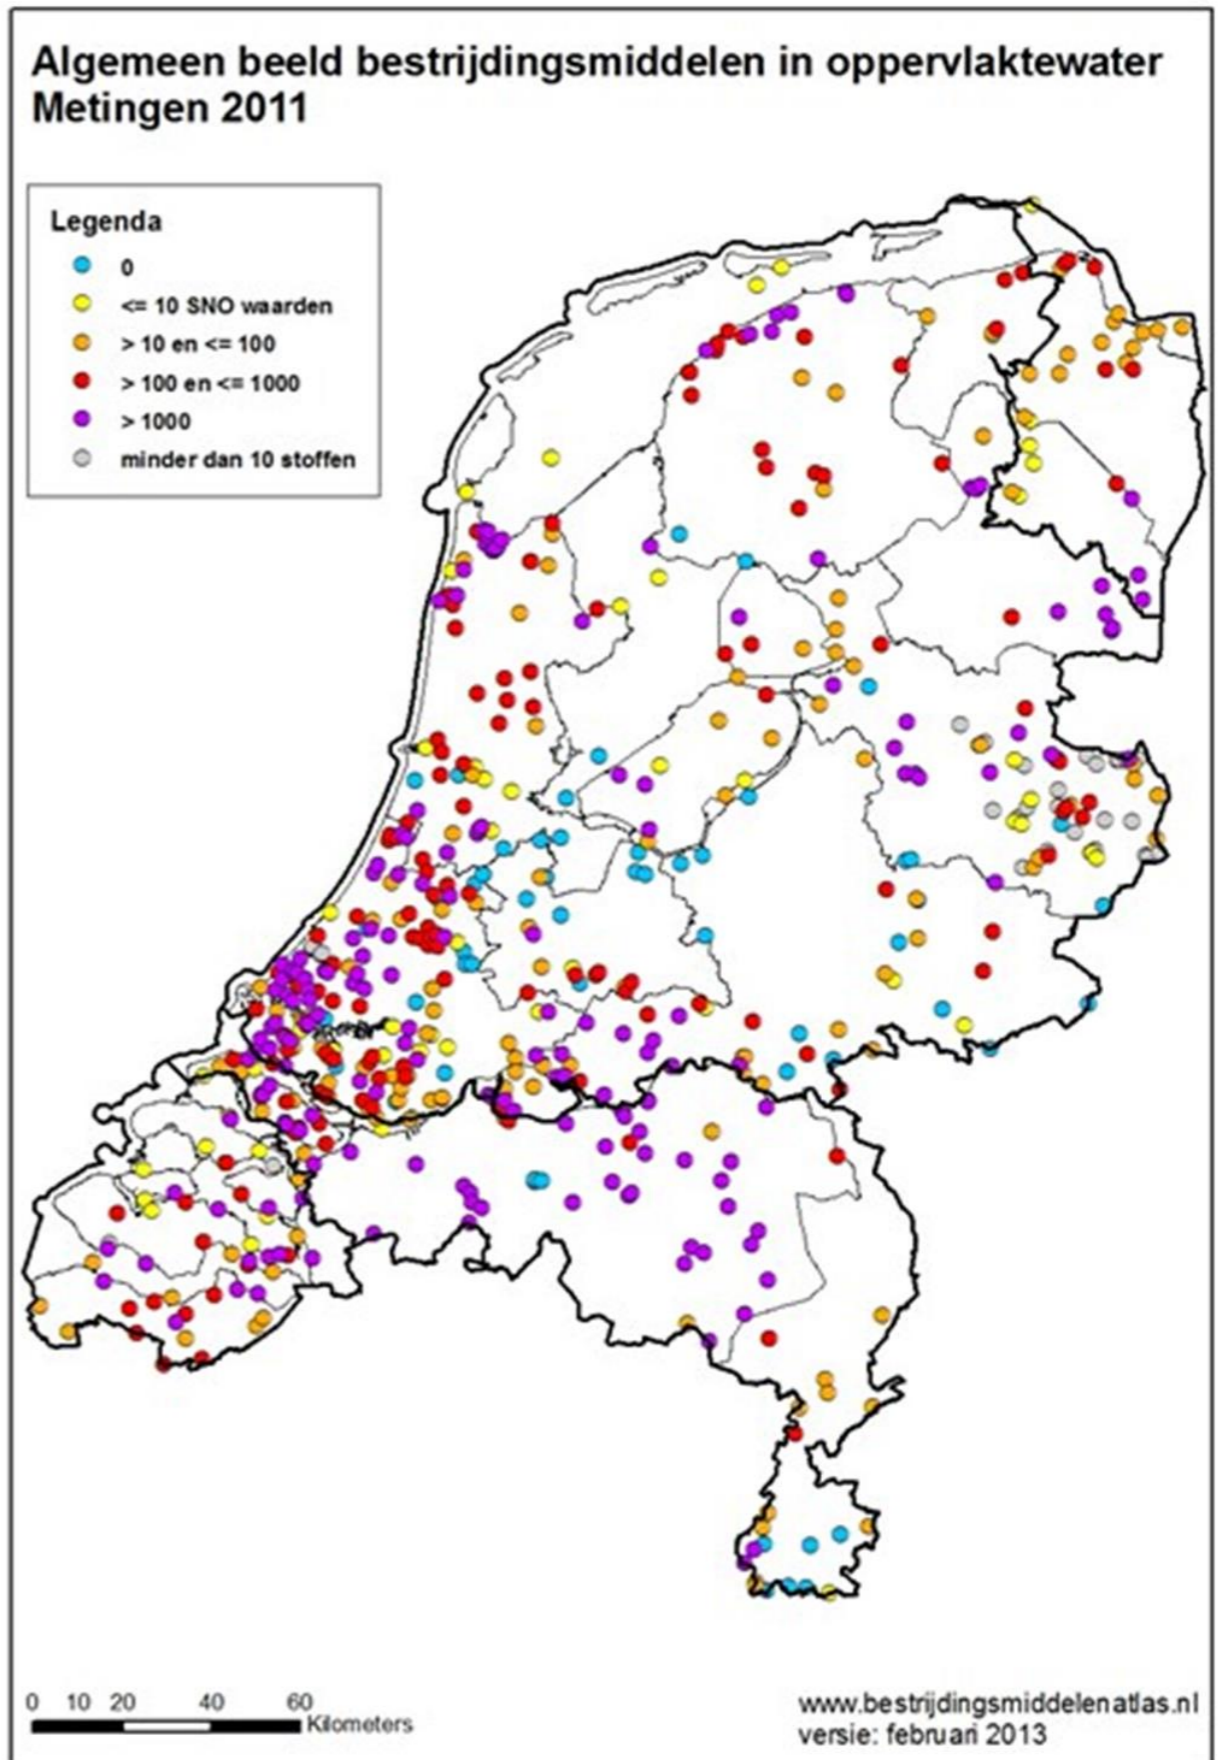 Algemeen beeld bestrijdingsmiddelen in oppervlaktewater
Metingen 2011
Legenda
0
<= 10 SNO waarden
> 10 en <= 100
> 100 en <= 1000
> 1000
minder dan 10 stoffen
0 10 20 40 60
Kilometers
www.bestrijdingsmiddelenatlas.nl
versie: februari 2013